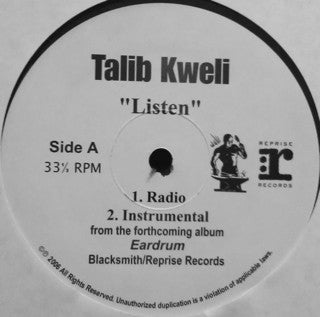 Talib Kweli
"Listen"
Side A
33⅓ RPM
REPRISE
r
RECORDS
1. Radio
2. Instrumental
from the forthcoming album
Eardrum
Blacksmith/Reprise Records
©℗ 2006 All Rights Reserved. Unauthorized duplication is a violation of applicable laws.